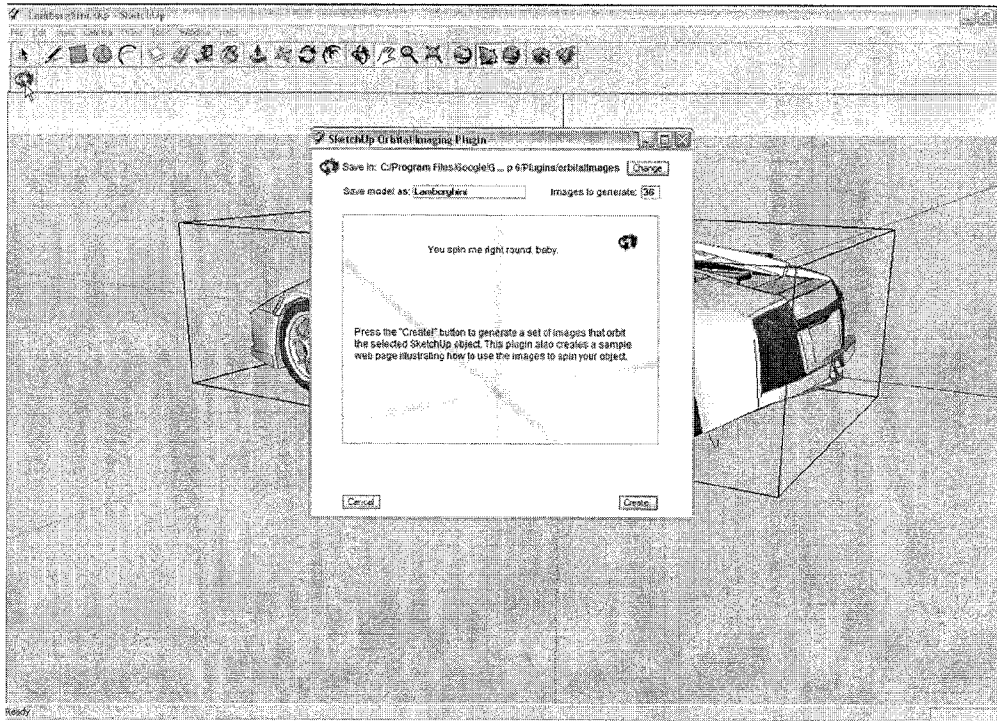 Lamborghini.skp - SketchUp
SketchUp Orbital Imaging Plugin
Save in: C:/Program Files/Google/G... p 6/Plugins/orbitalImages Change
Save model as: Lamborghini Images to generate: 36
You spin me right round, baby.
Press the "Create!" button to generate a set of images that orbit
the selected SketchUp object. This plugin also creates a sample
web page illustrating how to use the images to spin your object.
Cancel Create
Ready